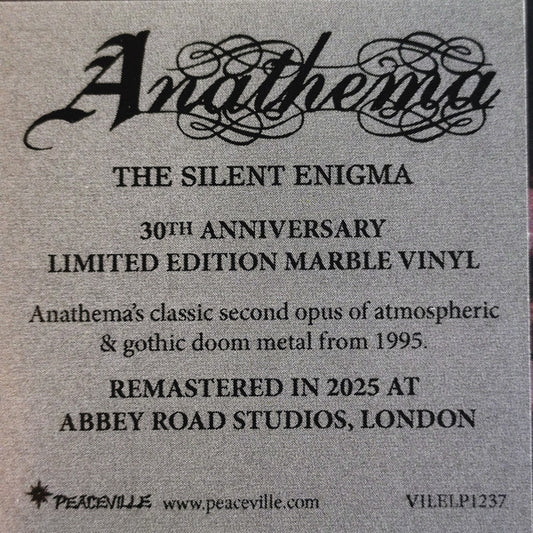 Anathema
THE SILENT ENIGMA
30TH ANNIVERSARY
LIMITED EDITION MARBLE VINYL
Anathema's classic second opus of atmospheric
& gothic doom metal from 1995.
REMASTERED IN 2025 AT
ABBEY ROAD STUDIOS, LONDON
PEACEVILLE www.peaceville.com VILELP1237